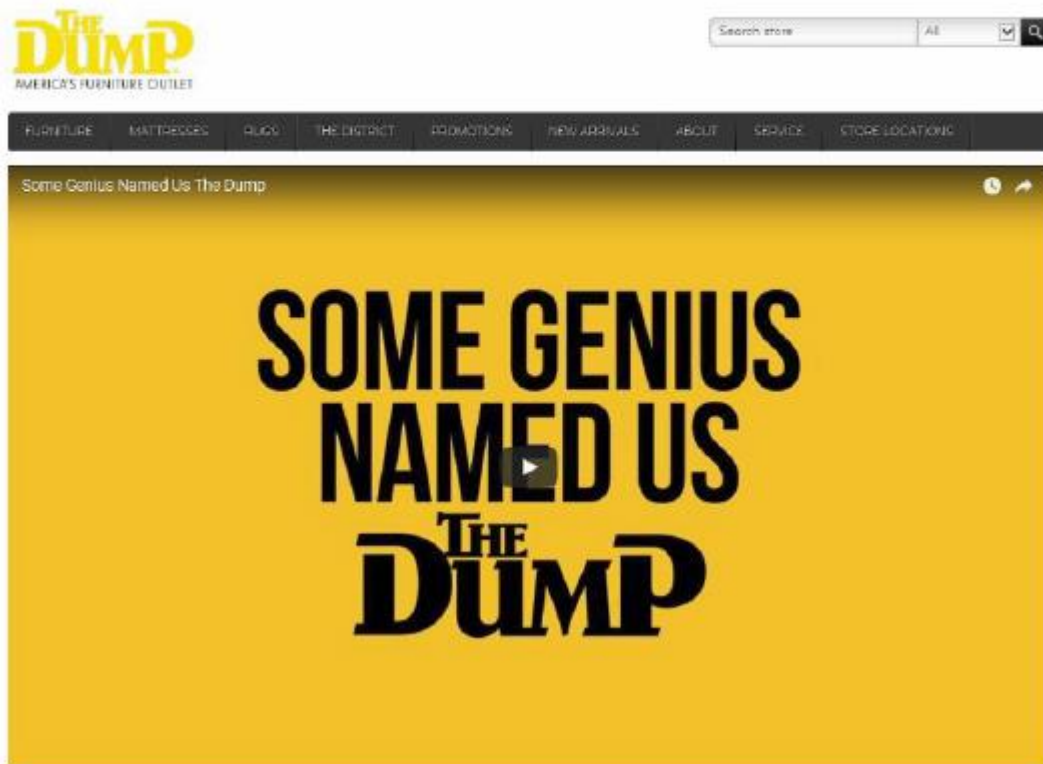 THE
DUMP
AMERICA'S FURNITURE OUTLET
Search store
All
FURNITURE MATTRESSES RUGS THE DISTRICT PROMOTIONS NEW ARRIVALS ABOUT SERVICE STORE LOCATIONS
Some Genius Named Us The Dump
SOME GENIUS
NAMED US
THE
DUMP